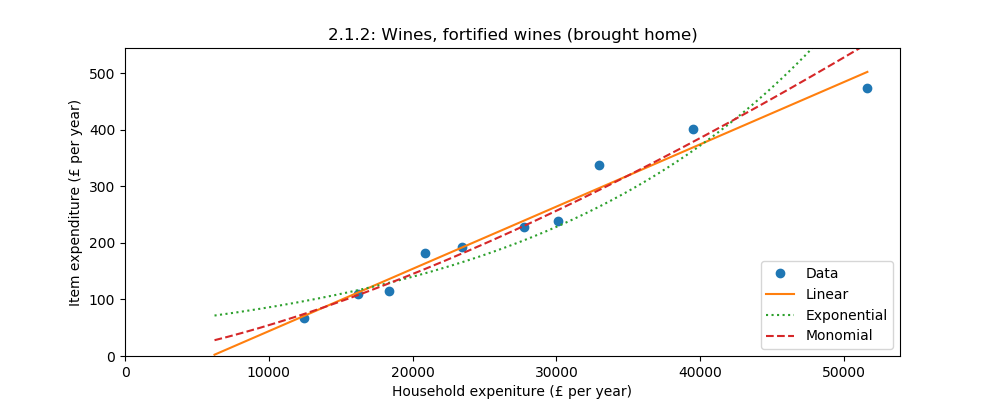 2.1.2: Wines, fortified wines (brought home)
Item expenditure (£ per year)
500
400
300
200
100
0
0 10000 20000 30000 40000 50000
Household expeniture (£ per year)
Data
Linear
Exponential
Monomial